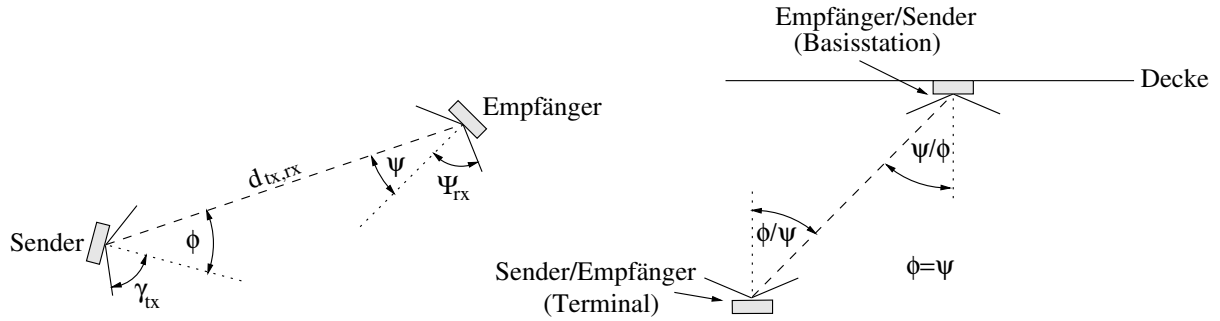 Empfänger/Sender
(Basisstation)
Decke
Empfänger
d tx,rx
ψ
Ψrx
ψ/ϕ
Sender
ϕ
γtx
ϕ/ψ
Sender/Empfänger
(Terminal)
ϕ=ψ